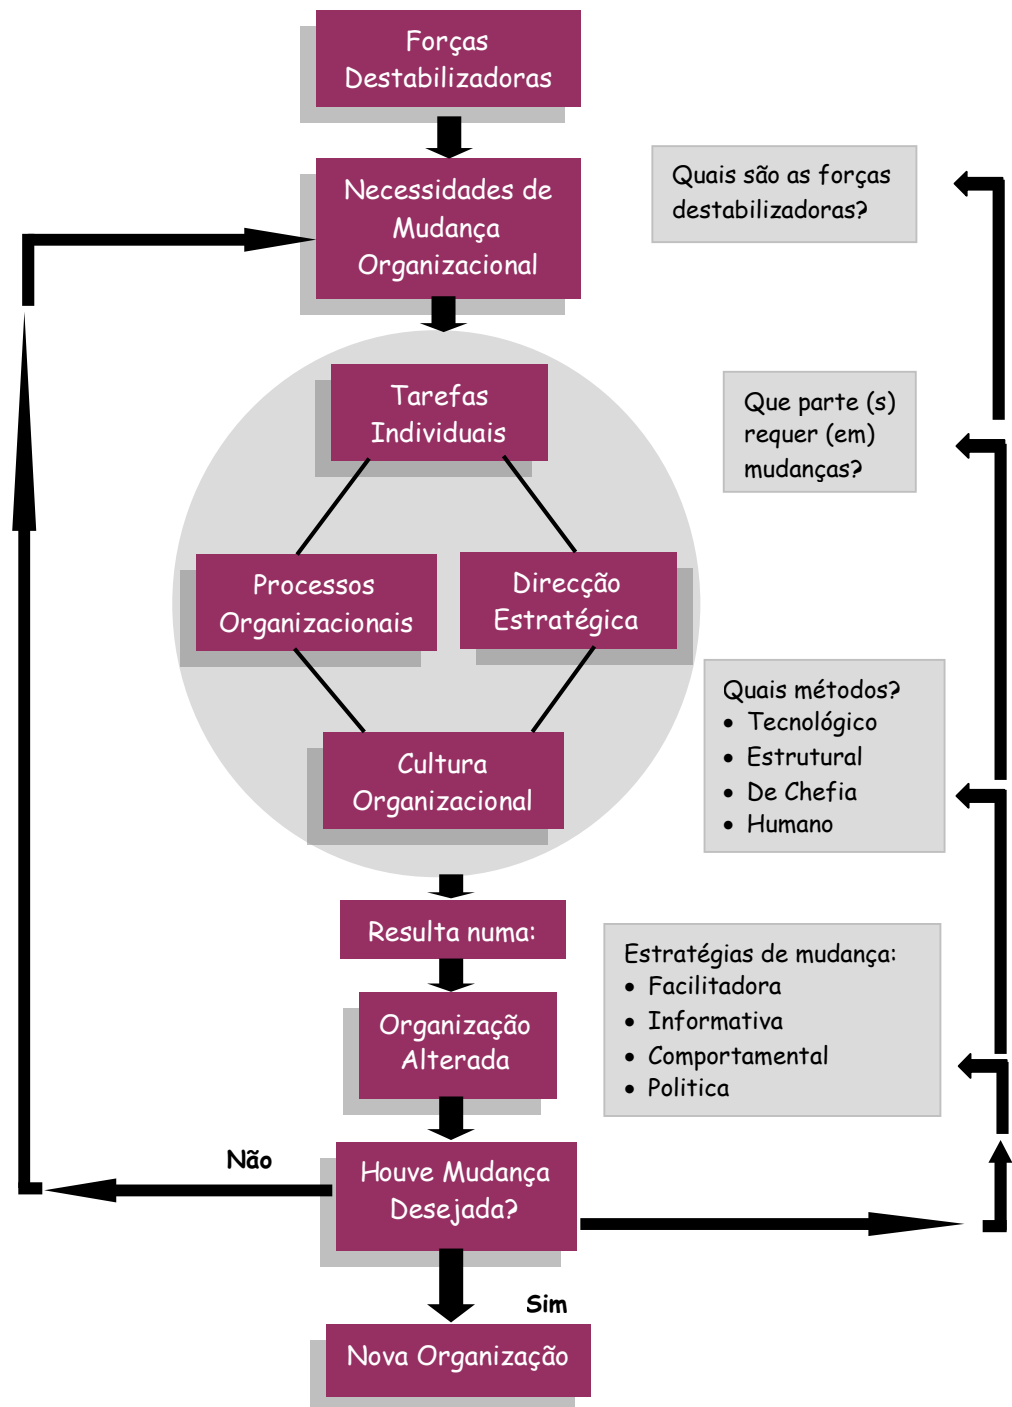 Forças
Destabilizadoras
Necessidades de
Mudança
Organizacional
Quais são as forças
destabilizadoras?
Tarefas
Individuais
Que parte (s)
requer (em)
mudanças?
Processos
Organizacionais
Direcção
Estratégica
Quais métodos?
• Tecnológico
• Estrutural
• De Chefia
• Humano
Cultura
Organizacional
Resulta numa:
Estratégias de mudança:
• Facilitadora
• Informativa
• Comportamental
• Politica
Organização
Alterada
Não
Houve Mudança
Desejada?
Sim
Nova Organização